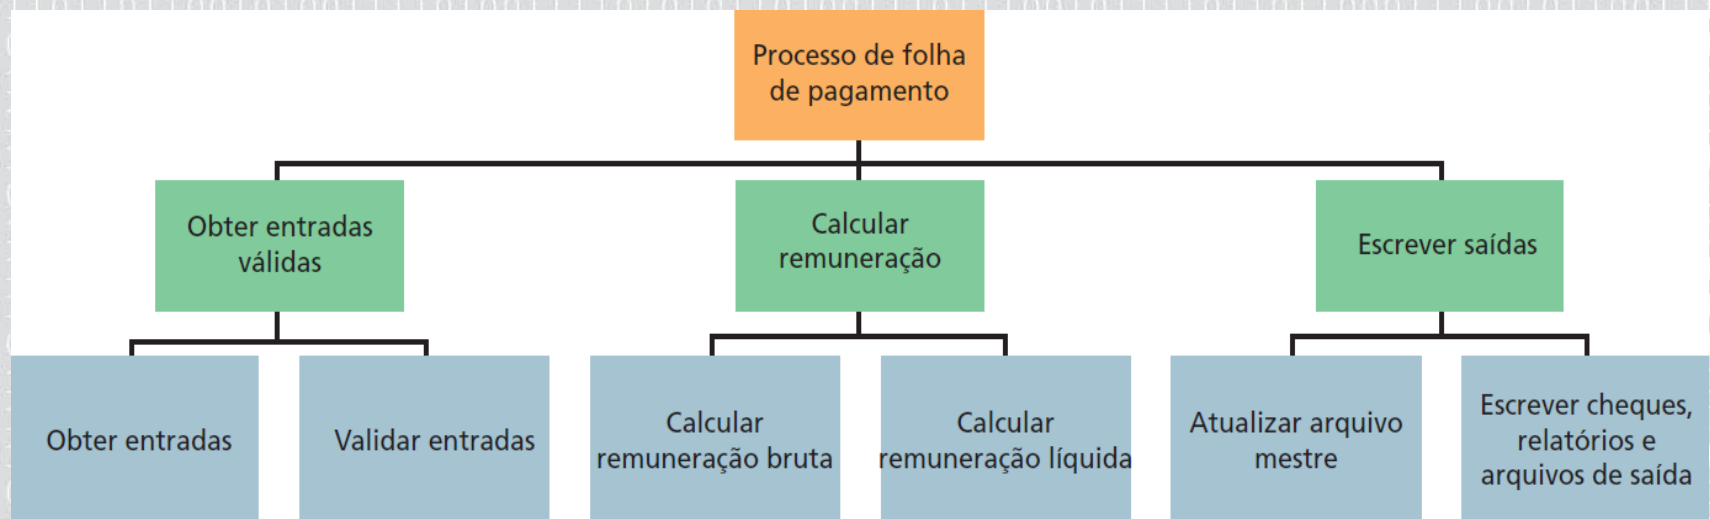 Processo de folha
de pagamento
Obter entradas
válidas
Calcular
remuneração
Escrever saídas
Obter entradas
Validar entradas
Calcular
remuneração bruta
Calcular
remuneração líquida
Atualizar arquivo
mestre
Escrever cheques,
relatórios e
arquivos de saída